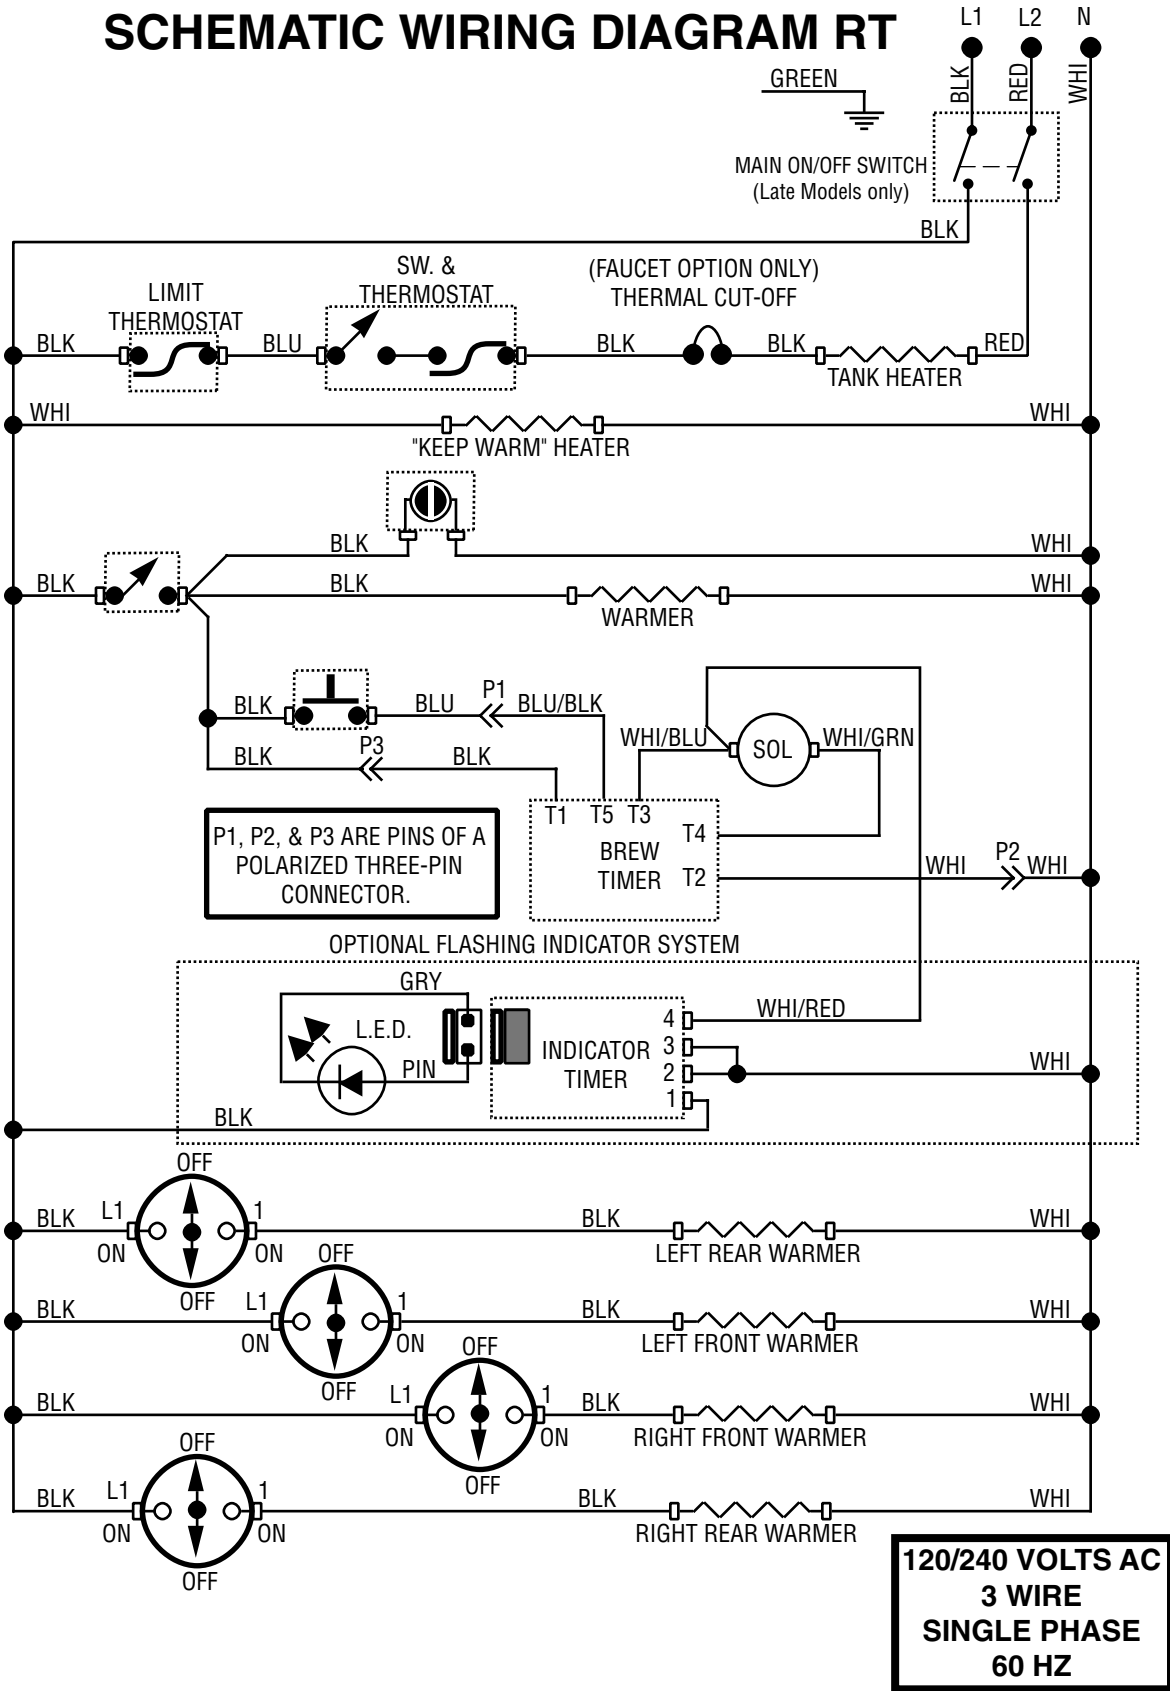 SCHEMATIC WIRING DIAGRAM RT
L1 L2 N
GREEN
BLK RED WHI
MAIN ON/OFF SWITCH
(Late Models only)
BLK
LIMIT
THERMOSTAT
SW. &
THERMOSTAT
(FAUCET OPTION ONLY)
THERMAL CUT-OFF
BLK BLU BLK BLK RED
TANK HEATER
WHI WHI
"KEEP WARM" HEATER
BLK WHI
BLK BLK WHI
WARMER
BLK BLU P1 BLU/BLK
BLK P3 BLK
WHI/BLU SOL WHI/GRN
T1 T5 T3
T4
BREW
TIMER
T2 WHI P2 WHI
P1, P2, & P3 ARE PINS OF A
POLARIZED THREE-PIN
CONNECTOR.
OPTIONAL FLASHING INDICATOR SYSTEM
GRY
L.E.D.
PIN
INDICATOR
TIMER
4 WHI/RED
3
2 WHI
1
BLK
OFF
BLK L1 1 BLK WHI
ON ON LEFT REAR WARMER
OFF
OFF
BLK L1 1 BLK WHI
ON ON LEFT FRONT WARMER
OFF
OFF
BLK L1 1 BLK WHI
ON ON RIGHT FRONT WARMER
OFF
OFF
BLK L1 1 BLK WHI
ON ON RIGHT REAR WARMER
OFF
120/240 VOLTS AC
3 WIRE
SINGLE PHASE
60 HZ